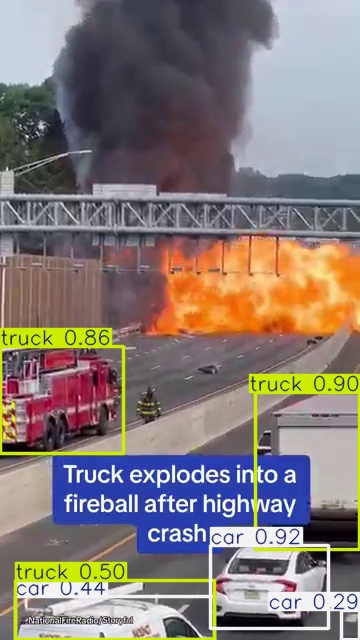 truck 0.86
truck 0.90
Truck explodes into a
fireball after highway
crash
car 0.92
truck 0.50
car 0.44
car 0.29
NationalFireRadio/Storyful